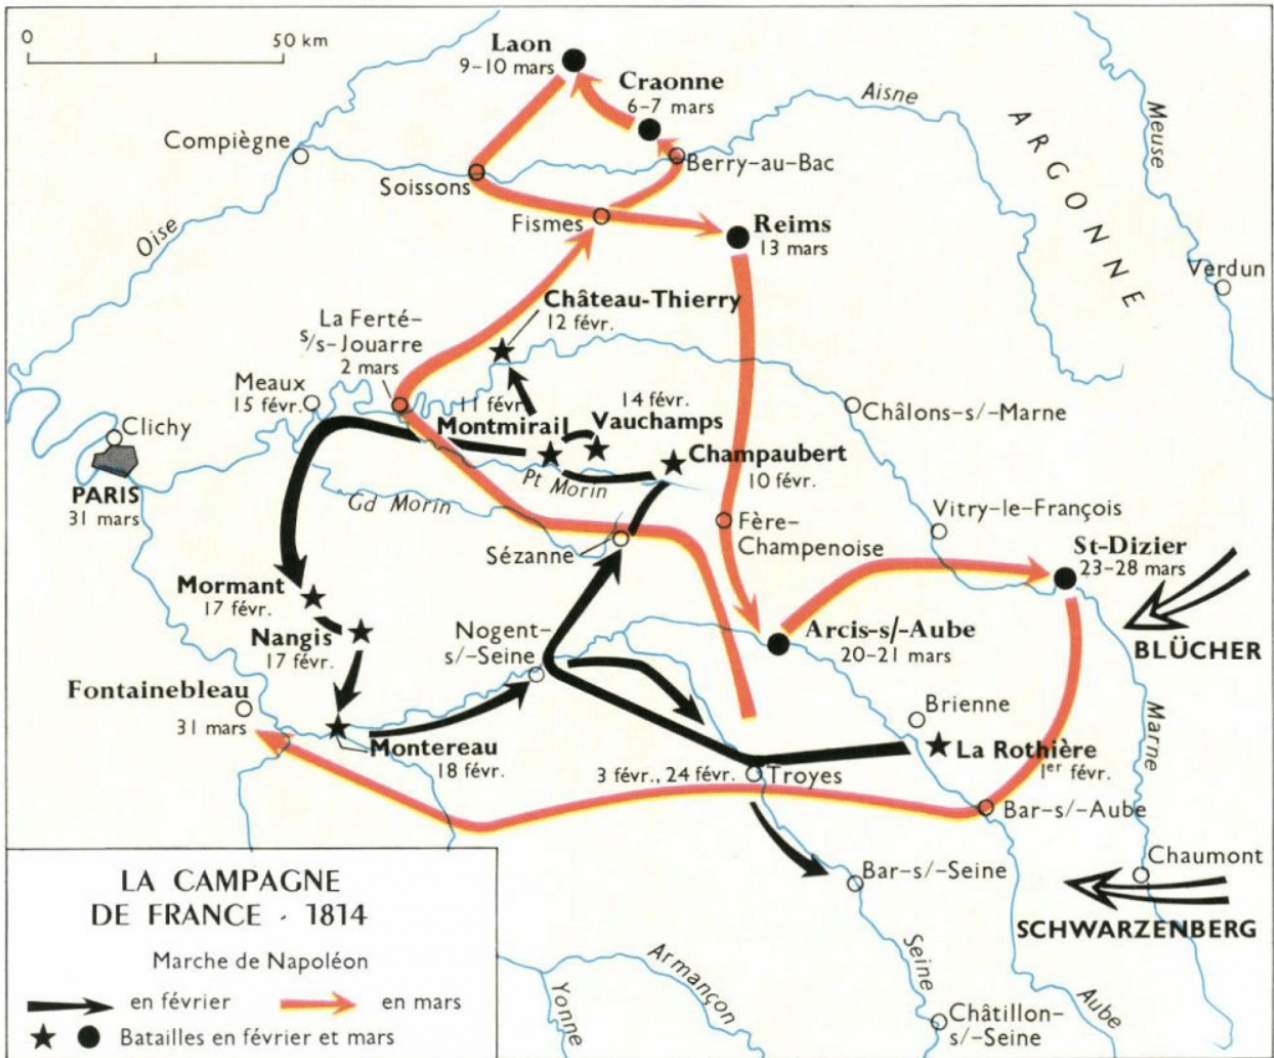 0
50 km
Laon
9-10 mars
Craonne
6-7 mars
Aisne
Meuse
ARGONNE
Compiègne
Soissons
Berry-au-Bac
Oise
Fismes
Reims
13 mars
Verdun
Château-Thierry
12 févr.
La Ferté-
s/s-Jouarre
2 mars
Meaux
15 févr.
11 févr.
14 févr.
Montmirail
Vauchamps
Châlons-s/-Marne
Clichy
Champaubert
10 févr.
PARIS
31 mars
Pt Morin
Gd Morin
Vitry-le-François
Fère-
Champenoise
Sézanne
St-Dizier
23-28 mars
Mormant
17 févr.
Nangis
17 févr.
Nogent-
s/-Seine
Arcis-s/-Aube
20-21 mars
BLÜCHER
Fontainebleau
31 mars
Brienne
Marne
Montereau
18 févr.
La Rothière
1er févr.
3 févr., 24 févr.
Troyes
Bar-s/-Aube
Bar-s/-Seine
Chaumont
SCHWARZENBERG
LA CAMPAGNE
DE FRANCE · 1814
Marche de Napoléon
en février
en mars
Batailles en février et mars
Armançon
Yonne
Seine
Aube
Châtillon-
s/-Seine